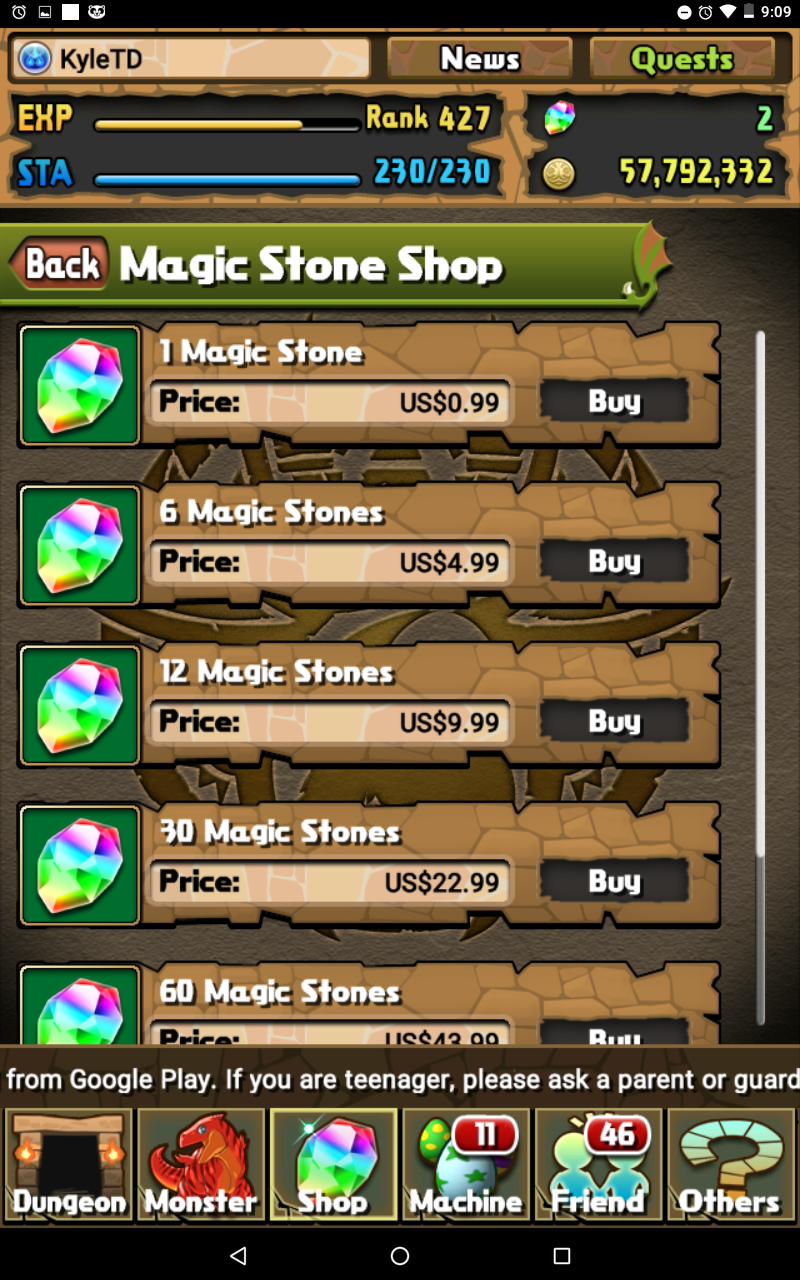 9:09
KyleTD
News
Quests
EXP
Rank 427
2
STA
230/230
57,792,332
Back
Magic Stone Shop
1 Magic Stone
Price:
US$0.99
Buy
6 Magic Stones
Price:
US$4.99
Buy
12 Magic Stones
Price:
US$9.99
Buy
30 Magic Stones
Price:
US$22.99
Buy
60 Magic Stones
Price:
US$43.99
Buy
from Google Play. If you are teenager, please ask a parent or guard
11
46
Dungeon
Monster
Shop
Machine
Friend
Others